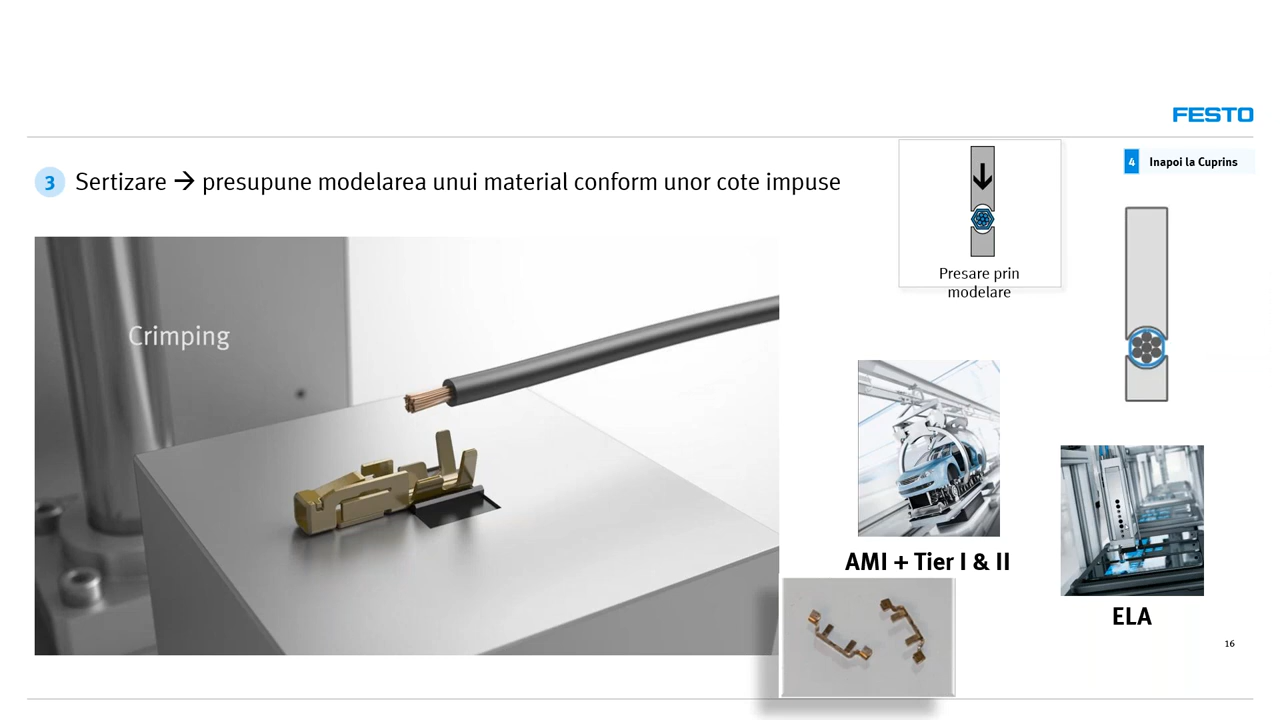 FESTO
4 Inapoi la Cuprins
3 Sertizare → presupune modelarea unui material conform unor cote impuse
Presare prin
modelare
Crimping
AMI + Tier I & II
ELA
16